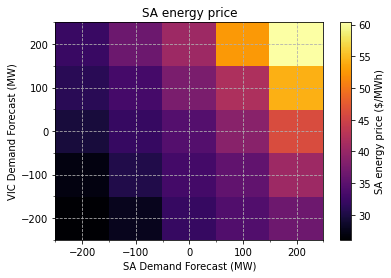 SA energy price
200
100
0
−100
−200
VIC Demand Forecast (MW)
−200 −100 0 100 200
SA Demand Forecast (MW)
60
55
50
45
40
35
30
SA energy price ($/MWh)